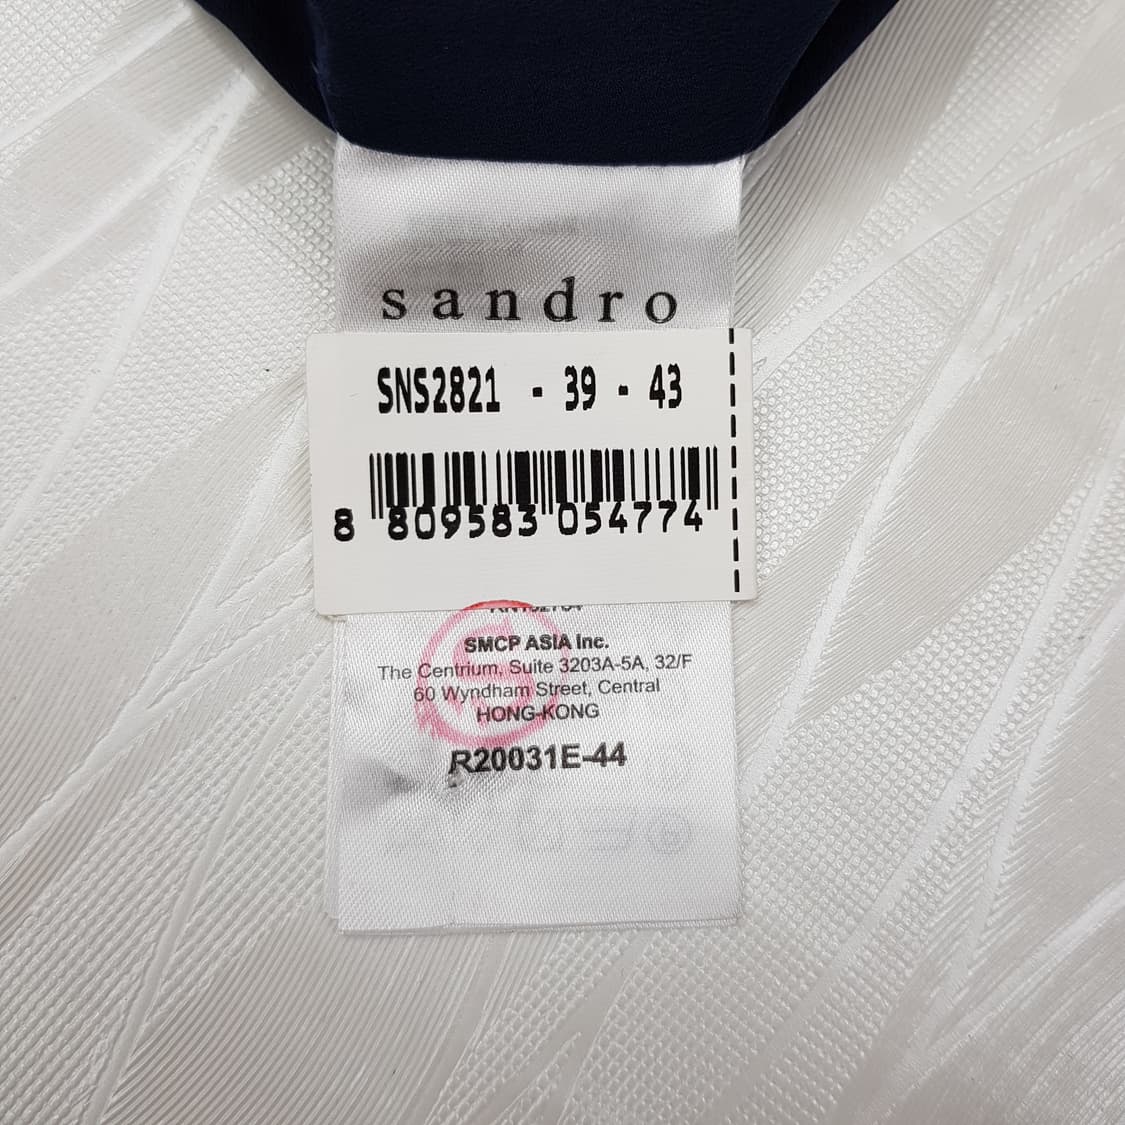 sandro
SNS2821 - 39 - 43
8 809583 054774
SMCP ASIA Inc.
The Centrium, Suite 3203A-5A, 32/F
60 Wyndham Street, Central
HONG-KONG
R20031E-44